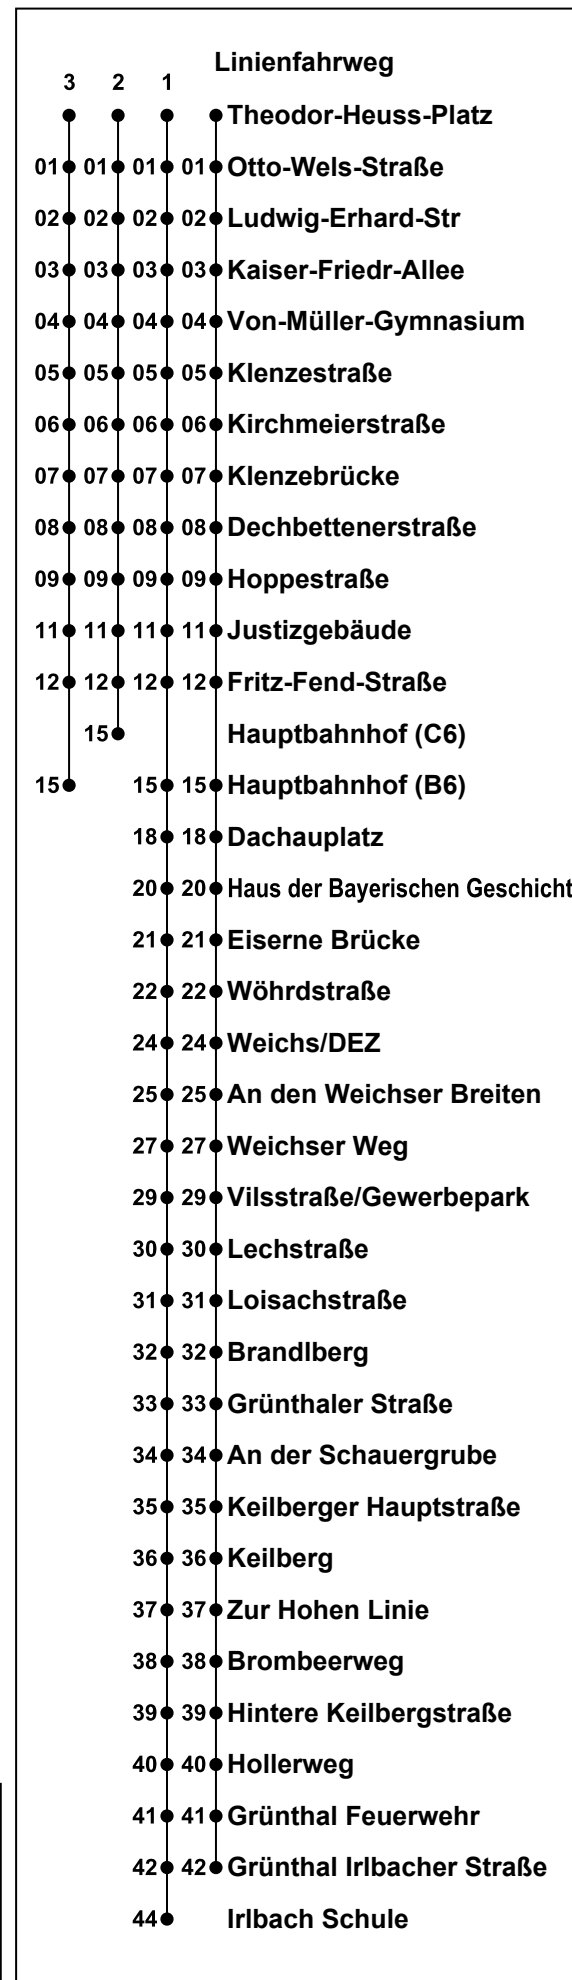 Linienfahrweg
3 2 1
Theodor-Heuss-Platz
01 01 01 01 Otto-Wels-Straße
02 02 02 02 Ludwig-Erhard-Str
03 03 03 03 Kaiser-Friedr-Allee
04 04 04 04 Von-Müller-Gymnasium
05 05 05 05 Klenzestraße
06 06 06 06 Kirchmeierstraße
07 07 07 07 Klenzebrücke
08 08 08 08 Dechbettenerstraße
09 09 09 09 Hoppestraße
11 11 11 11 Justizgebäude
12 12 12 12 Fritz-Fend-Straße
15 Hauptbahnhof (C6)
15 15 15 Hauptbahnhof (B6)
18 18 Dachauplatz
20 20 Haus der Bayerischen Geschicht
21 21 Eiserne Brücke
22 22 Wöhrdstraße
24 24 Weichs/DEZ
25 25 An den Weichser Breiten
27 27 Weichser Weg
29 29 Vilsstraße/Gewerbepark
30 30 Lechstraße
31 31 Loisachstraße
32 32 Brandlberg
33 33 Grünthaler Straße
34 34 An der Schauergrube
35 35 Keilberger Hauptstraße
36 36 Keilberg
37 37 Zur Hohen Linie
38 38 Brombeerweg
39 39 Hintere Keilbergstraße
40 40 Hollerweg
41 41 Grünthal Feuerwehr
42 42 Grünthal Irlbacher Straße
44 Irlbach Schule